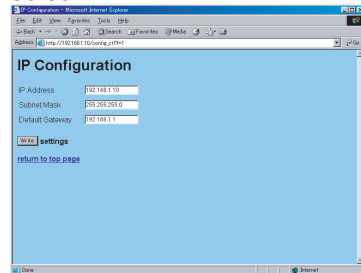 IP Configuration - Microsoft Internet Explorer
File Edit View Favorites Tools Help
Back Search Favorites Media
Address http://192.168.1.10/config_ctl?t=1 Go
IP Configuration
IP Address : 192.168.1.10
Subnet Mask : 255.255.255.0
Default Gateway : 192.168.1.1
Write settings
return to top page
Done Internet